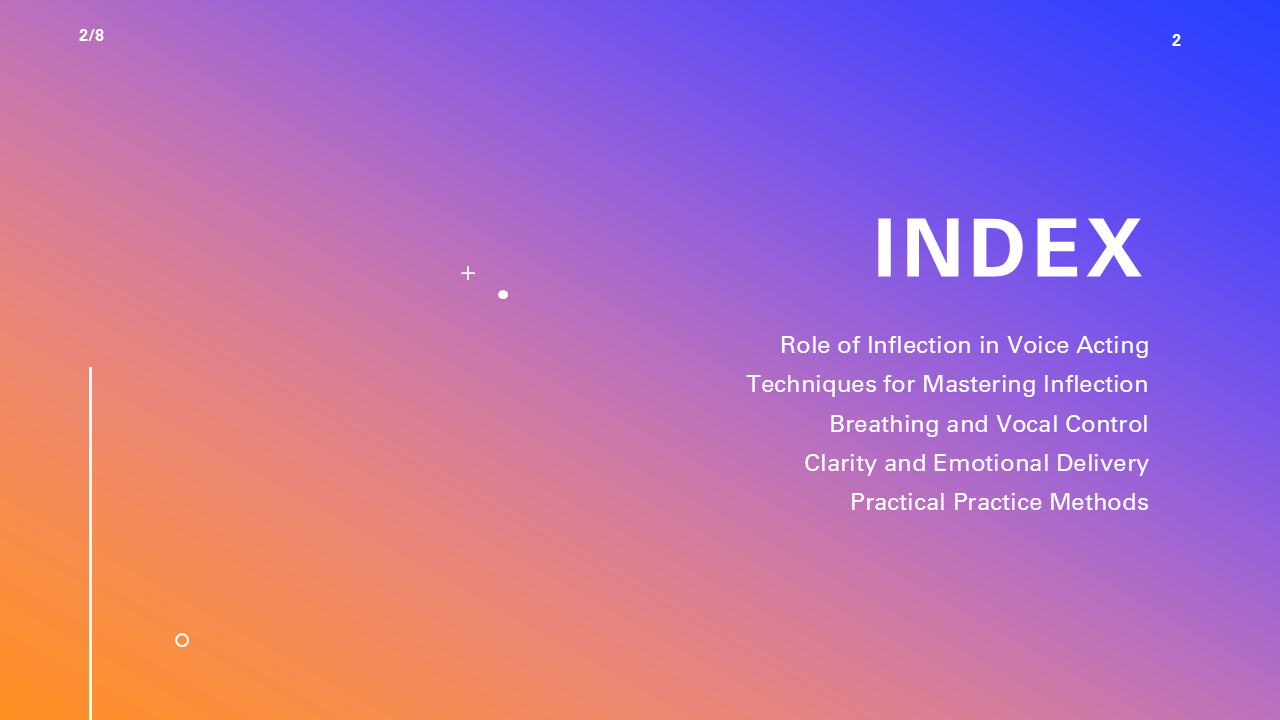 2/8
2
INDEX
Role of Inflection in Voice Acting
Techniques for Mastering Inflection
Breathing and Vocal Control
Clarity and Emotional Delivery
Practical Practice Methods